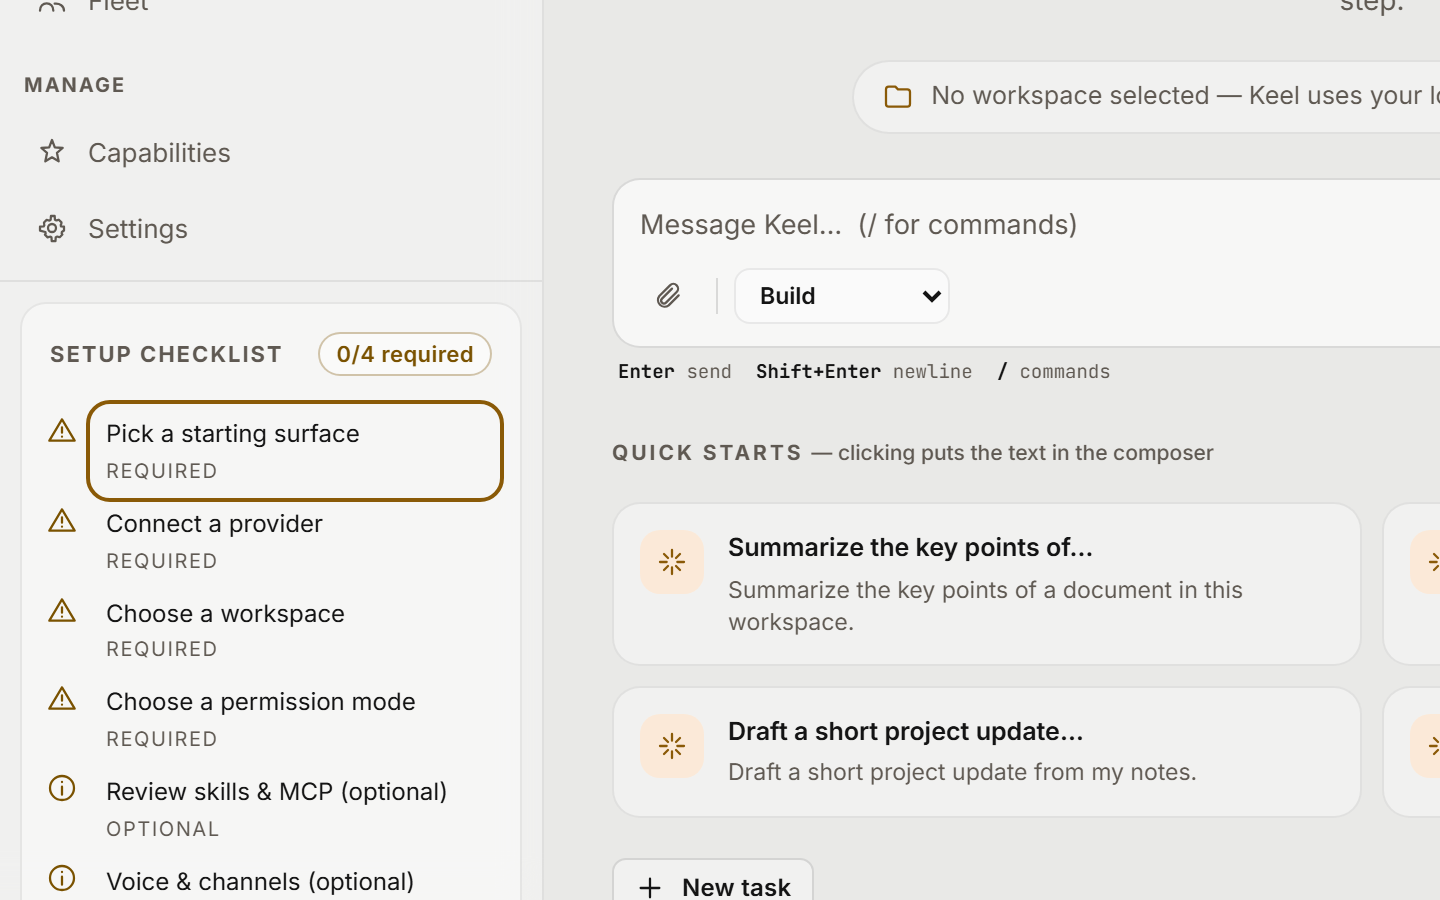 Fleet
MANAGE
Capabilities
Settings
SETUP CHECKLIST
0/4 required
Pick a starting surface
REQUIRED
Connect a provider
REQUIRED
Choose a workspace
REQUIRED
Choose a permission mode
REQUIRED
Review skills & MCP (optional)
OPTIONAL
Voice & channels (optional)
step.
No workspace selected — Keel uses your
Message Keel... (/ for commands)
Build
Enter send Shift+Enter newline / commands
QUICK STARTS — clicking puts the text in the composer
Summarize the key points of...
Summarize the key points of a document in this
workspace.
Draft a short project update...
Draft a short project update from my notes.
New task